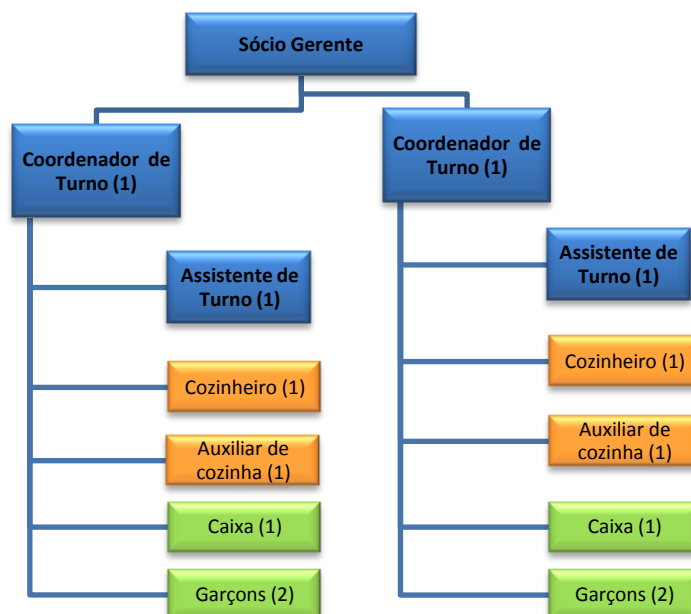 Sócio Gerente
Coordenador de
Turno (1)
Assistente de
Turno (1)
Cozinheiro (1)
Auxiliar de
cozinha (1)
Caixa (1)
Garçons (2)
Coordenador de
Turno (1)
Assistente de
Turno (1)
Cozinheiro (1)
Auxiliar de
cozinha (1)
Caixa (1)
Garçons (2)